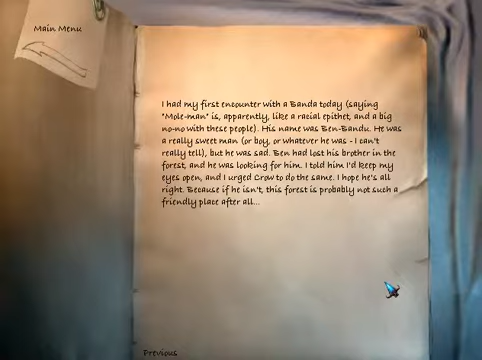 Main Menu
I had my first encounter with a Banda today (saying
"Mole-man" is, apparently, like a racial epithet, and a big
no-no with these people). His name was Ben-Bandu. He was
a really sweet man (or boy, or whatever he was - I can't
really tell), but he was sad. Ben had lost his brother in the
forest, and he was looking for him. I told him I'd keep my
eyes open, and I urged Crow to do the same. I hope he's all
right. Because if he isn't, this forest is probably not such a
friendly place after all...
Previous